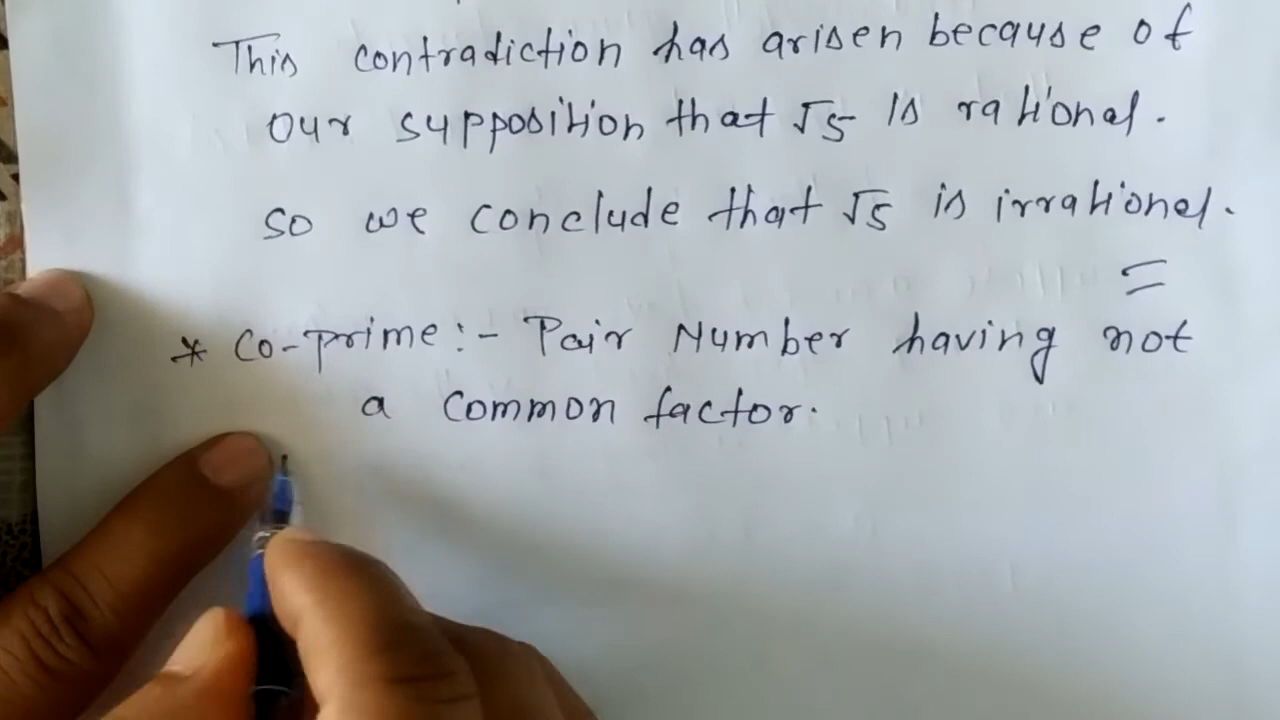 This contradiction has arisen because of
our supposition that √5 is rational.
so we conclude that √5 is irrational.
=
* Co-prime:- Pair Number having not
a common factor.